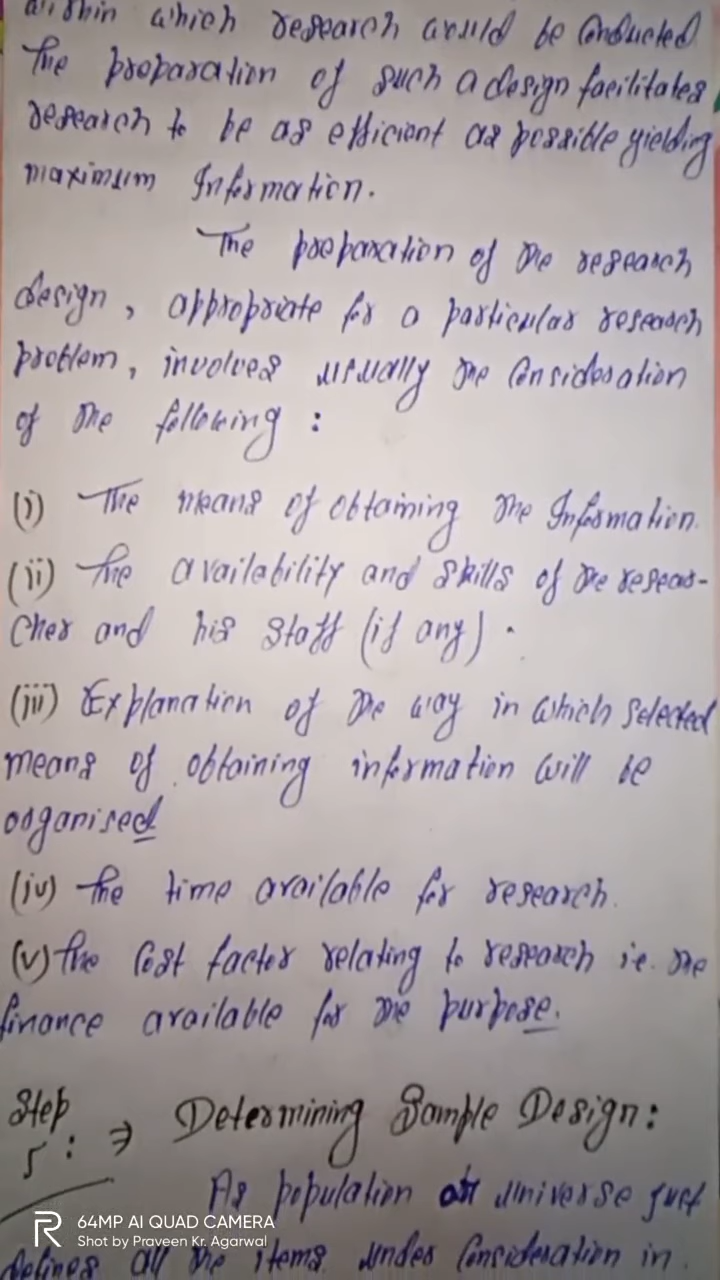 within which research would be conducted
The preparation of such a design facilitates
research to be as efficient as possible yielding
maximum Information.
The preparation of the research
design, appropriate for a particular research
problem, involves usually the Consideration
of the following :
(i) The means of obtaining the Information.
(ii) The availability and skills of the resear-
cher and his staff (if any).
(iii) Explanation of the way in which selected
means of obtaining information will be
organised
(iv) The time available for research.
(v) The Cost factor relating to research i.e. the
finance available for the purpose.
Step
5 : ⇒ Determining Sample Design:
As population or universe just
defines all the items under Consideration in
64MP AI QUAD CAMERA
Shot by Praveen Kr. Agarwal